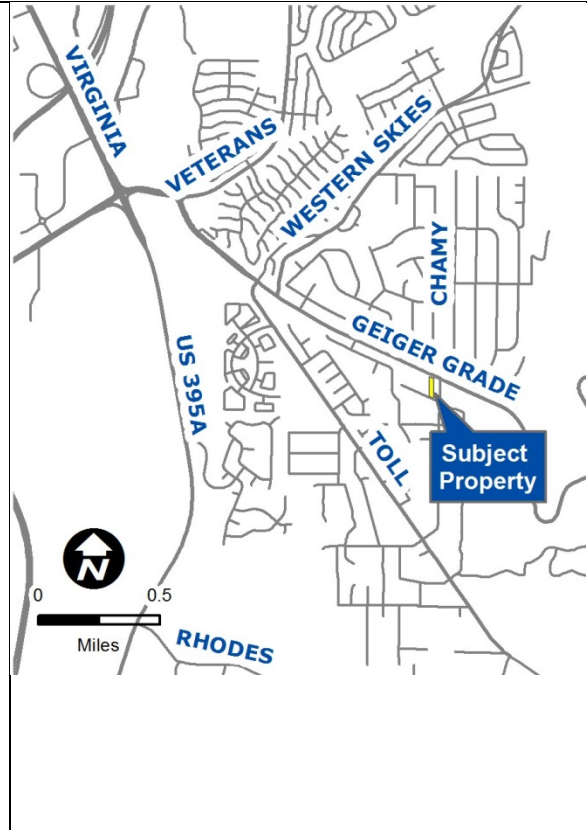 VIRGINIA
VETERANS
WESTERN SKIES
CHAMY
GEIGER GRADE
US 395A
TOLL
Subject
Property
N
0 0.5
Miles
RHODES